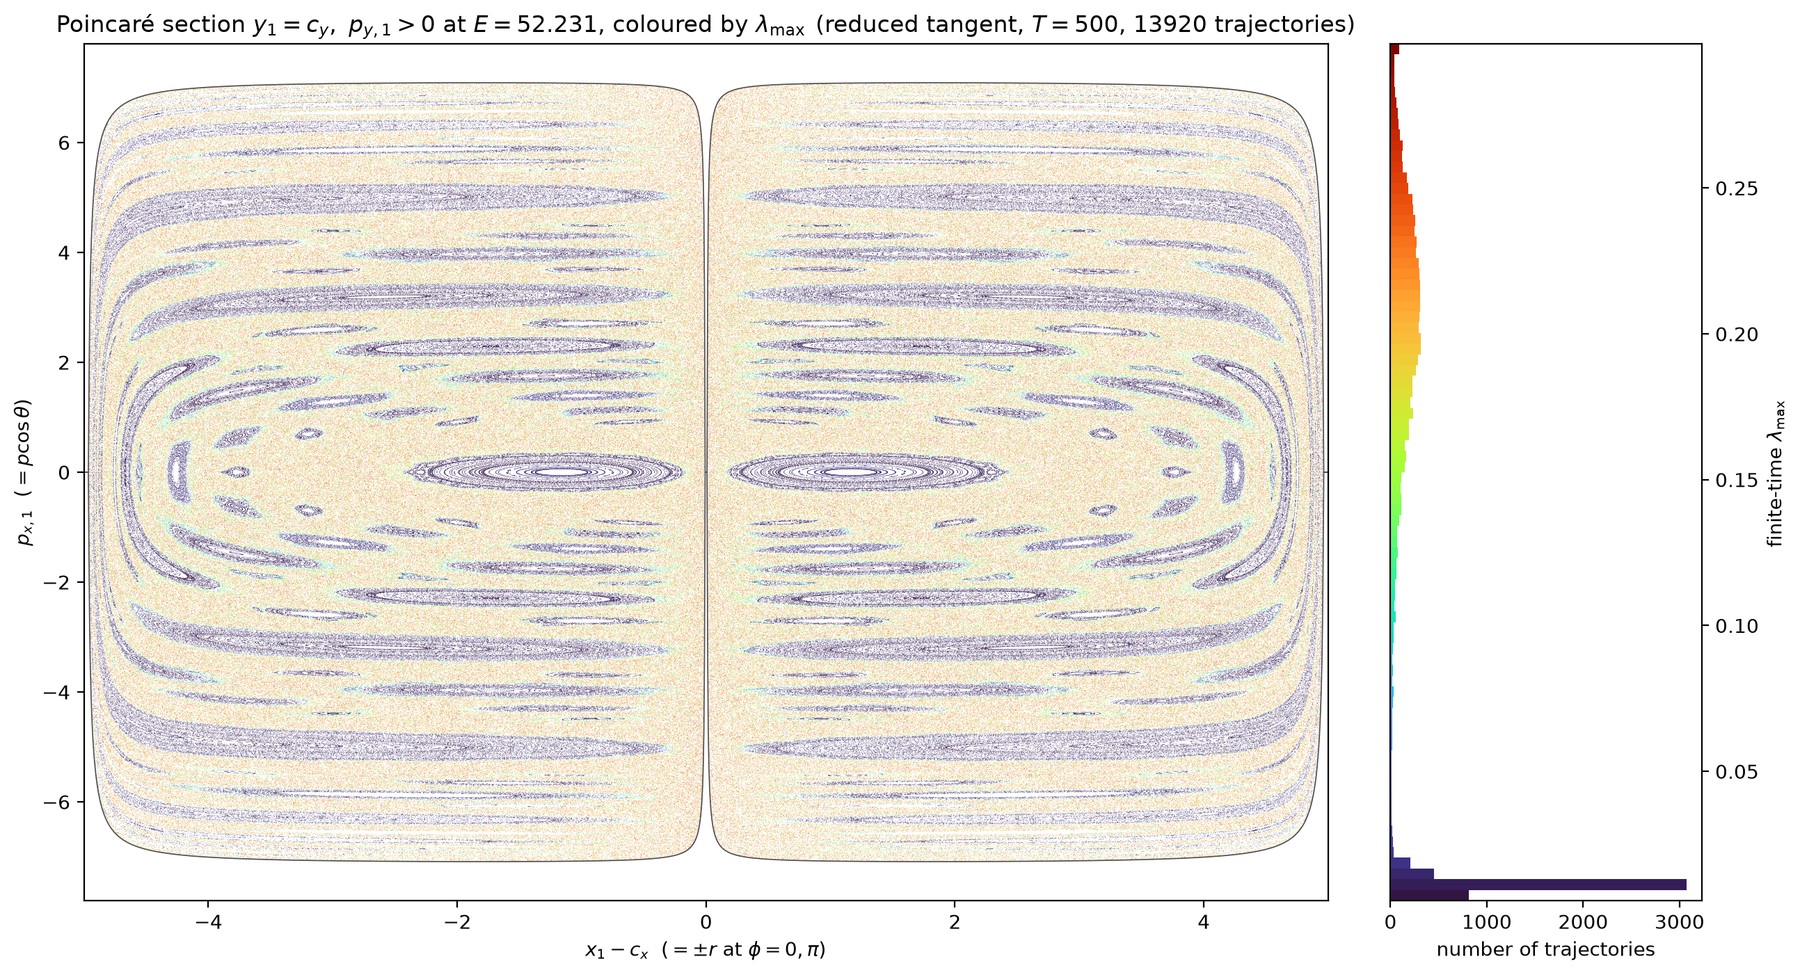 Poincaré section y₁ = c_y, p_{y,1} > 0 at E = 52.231, coloured by λ_max (reduced tangent, T = 500, 13920 trajectories)
p_{x,1} ( = p cos θ)
6
4
2
0
−2
−4
−6
−4 −2 0 2 4
x₁ − c_x ( = ±r at ϕ = 0, π)
0.25
0.20
0.15
0.10
0.05
finite-time λ_max
0 1000 2000 3000
number of trajectories